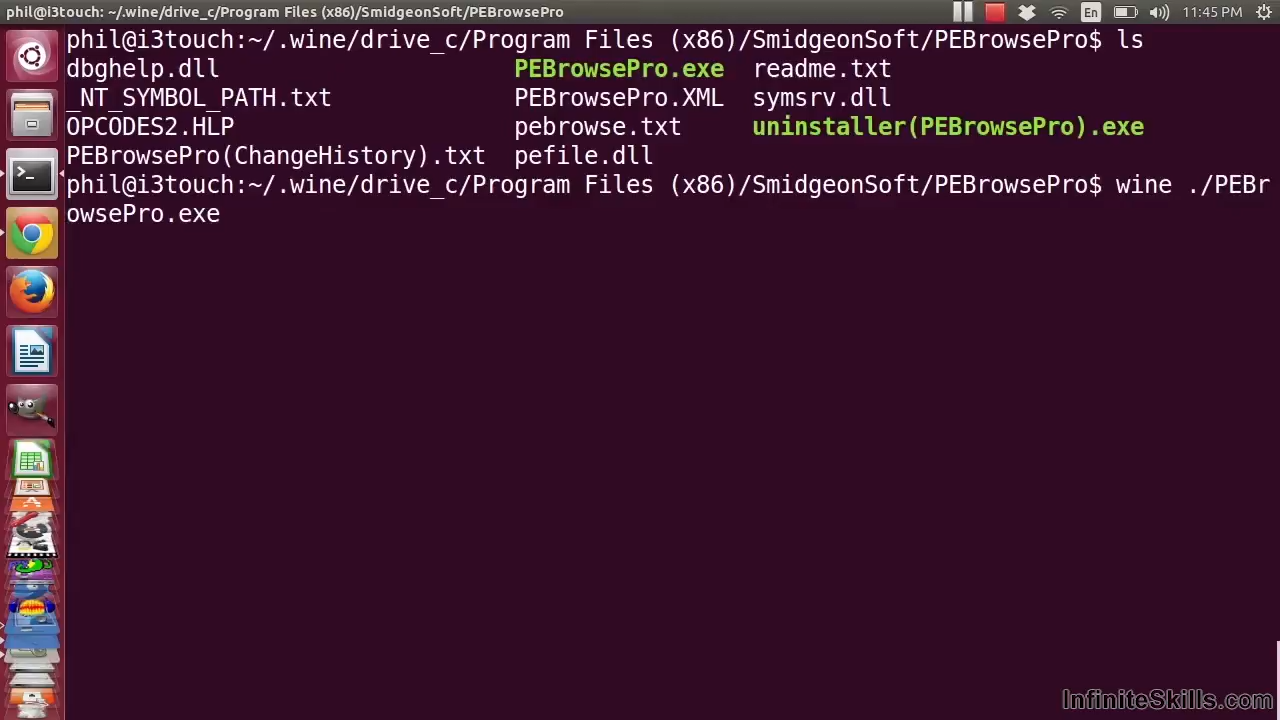 phil@i3touch: ~/.wine/drive_c/Program Files (x86)/SmidgeonSoft/PEBrowsePro
En
11:45 PM
phil@i3touch:~/.wine/drive_c/Program Files (x86)/SmidgeonSoft/PEBrowsePro$ ls
dbghelp.dll PEBrowsePro.exe readme.txt
_NT_SYMBOL_PATH.txt PEBrowsePro.XML symsrv.dll
OPCODES2.HLP pebrowse.txt uninstaller(PEBrowsePro).exe
PEBrowsePro(ChangeHistory).txt pefile.dll
phil@i3touch:~/.wine/drive_c/Program Files (x86)/SmidgeonSoft/PEBrowsePro$ wine ./PEBr
owsePro.exe
InfiniteSkills.com